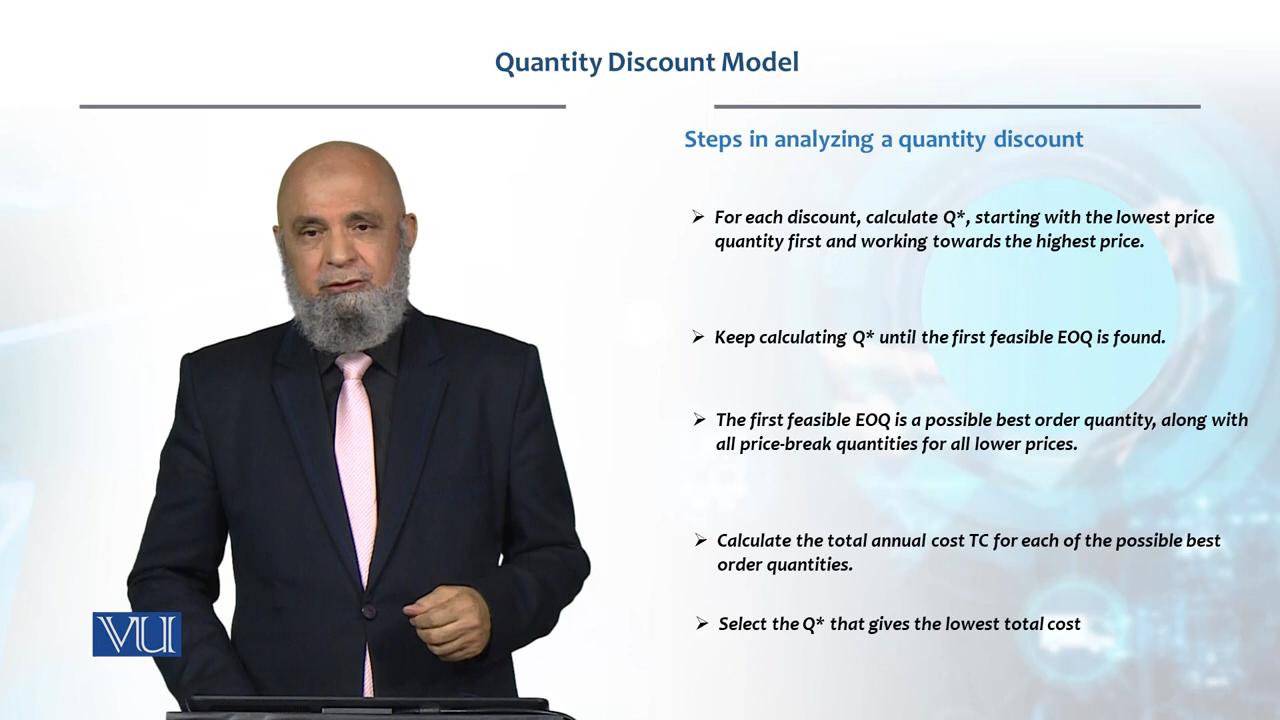 Quantity Discount Model
Steps in analyzing a quantity discount
➢ For each discount, calculate Q*, starting with the lowest price
quantity first and working towards the highest price.
➢ Keep calculating Q* until the first feasible EOQ is found.
➢ The first feasible EOQ is a possible best order quantity, along with
all price-break quantities for all lower prices.
➢ Calculate the total annual cost TC for each of the possible best
order quantities.
➢ Select the Q* that gives the lowest total cost
VU